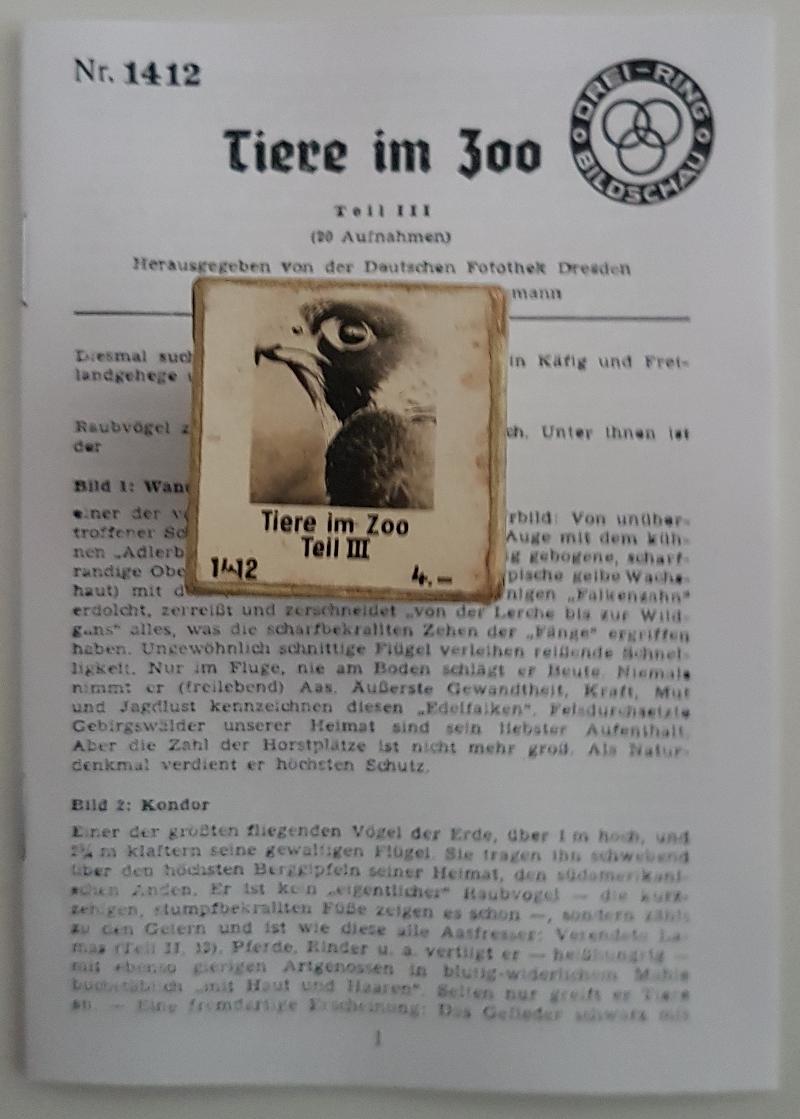 Nr. 1412
DREI-RING BILDSCHAU
Tiere im Zoo
Teil III
(20 Aufnahmen)
Herausgegeben von der Deutschen Fotothek Dresden
mann
Diesmal in Käfig und Frei-
landgehege
Raubvögel Unter ihnen ist
der
Bild 1:
einer der Von unüber-
troffener Auge mit dem küh-
nen gebogene, scharf-
randige gelbe Wachs-
haut) mit „Falkenzahn“
erdolcht, zerreißt und zerschneidet „von der Lerche bis zur Wild-
gans“ alles, was die scharfbekrallten Zehen der „Fänge“ ergriffen
haben. Ungewöhnlich schnittige Flügel verleihen reißende Schnel-
ligkeit. Nur im Fluge, nie am Boden schlägt er Beute. Niemals
nimmt er (freilebend) Aas. Äußerste Gewandtheit, Kraft, Mut
und Jagdlust kennzeichnen diesen „Edelfalken“. Felsdurchsetzte
Gebirgswälder unserer Heimat sind sein liebster Aufenthalt.
Aber die Zahl der Horstplätze ist nicht mehr groß. Als Natur-
denkmal verdient er höchsten Schutz.
Tiere im Zoo
Teil III
1412 4.—
Bild 2: Kondor
Einer der größten fliegenden Vögel der Erde, über 1 m hoch, und
2¾ m klaftern seine gewaltigen Flügel. Sie tragen ihn schwebend
über den höchsten Berggipfeln seiner Heimat, den südamerikani-
schen Anden. Er ist kein „eigentlicher“ Raubvogel — die kurz-
zehigen, stumpfbekrallten Füße zeigen es schon —, sondern zählt
zu den Geiern und ist wie diese alle Aasfresser: Verendete La-
mas (Teil II, 12), Pferde, Rinder u. a. vertilgt er — heißhungrig —
mit ebenso gierigen Artgenossen in blutig-widerlichem Mahle
buchstäblich „mit Haut und Haaren“. Selten nur greift er Tiere
an. — Eine fremdartige Erscheinung: Das Gefieder schwarz mit
1